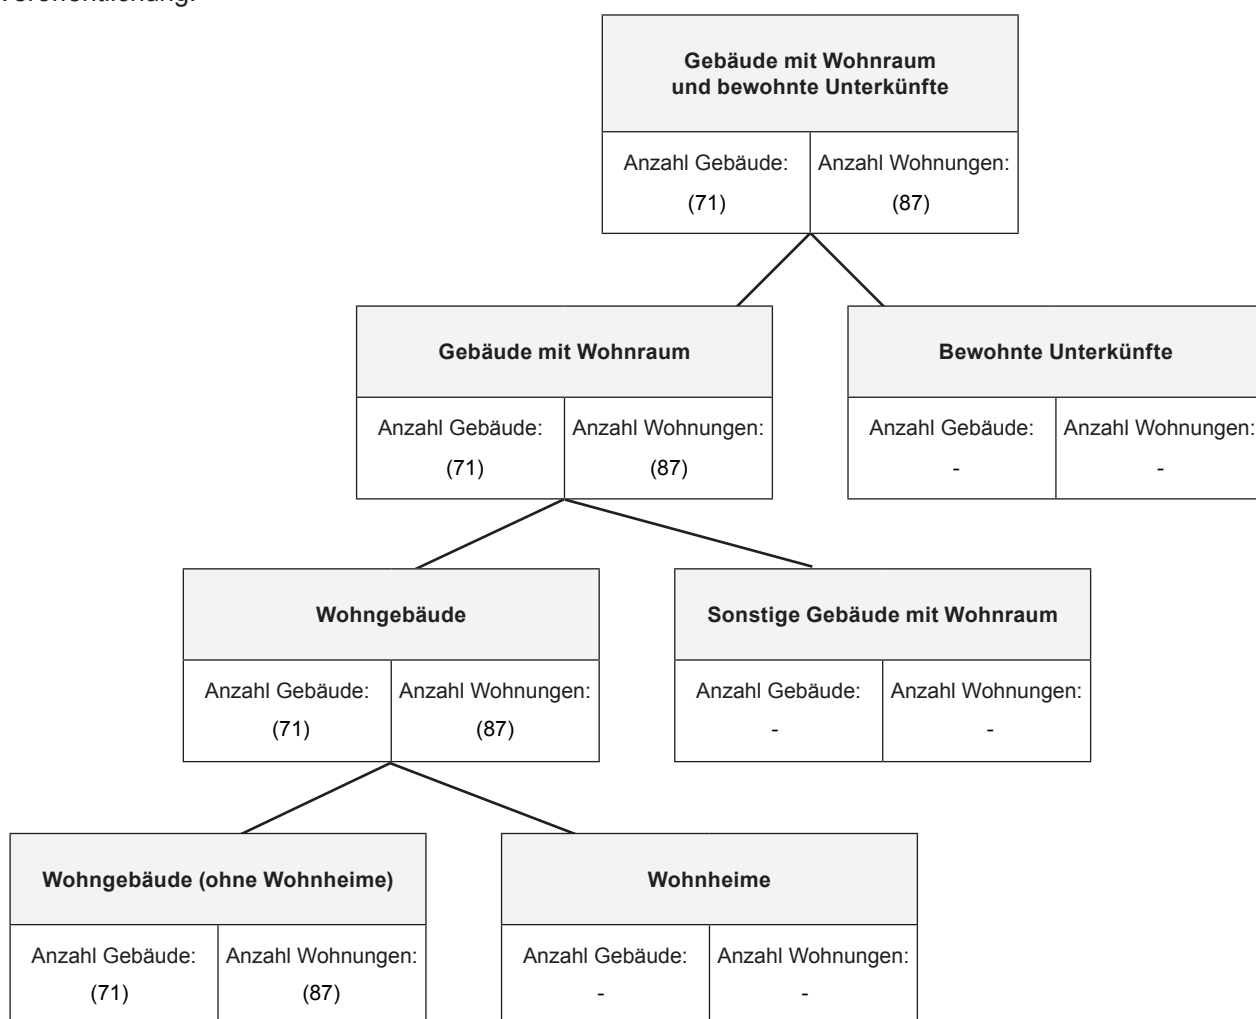 Veröffentlichung.
Gebäude mit Wohnraum
und bewohnte Unterkünfte
Anzahl Gebäude:
Anzahl Wohnungen:
(71)
(87)
Gebäude mit Wohnraum
Bewohnte Unterkünfte
Anzahl Gebäude:
Anzahl Wohnungen:
Anzahl Gebäude:
Anzahl Wohnungen:
(71)
(87)
-
-
Wohngebäude
Sonstige Gebäude mit Wohnraum
Anzahl Gebäude:
Anzahl Wohnungen:
Anzahl Gebäude:
Anzahl Wohnungen:
(71)
(87)
-
-
Wohngebäude (ohne Wohnheime)
Wohnheime
Anzahl Gebäude:
Anzahl Wohnungen:
Anzahl Gebäude:
Anzahl Wohnungen:
(71)
(87)
-
-